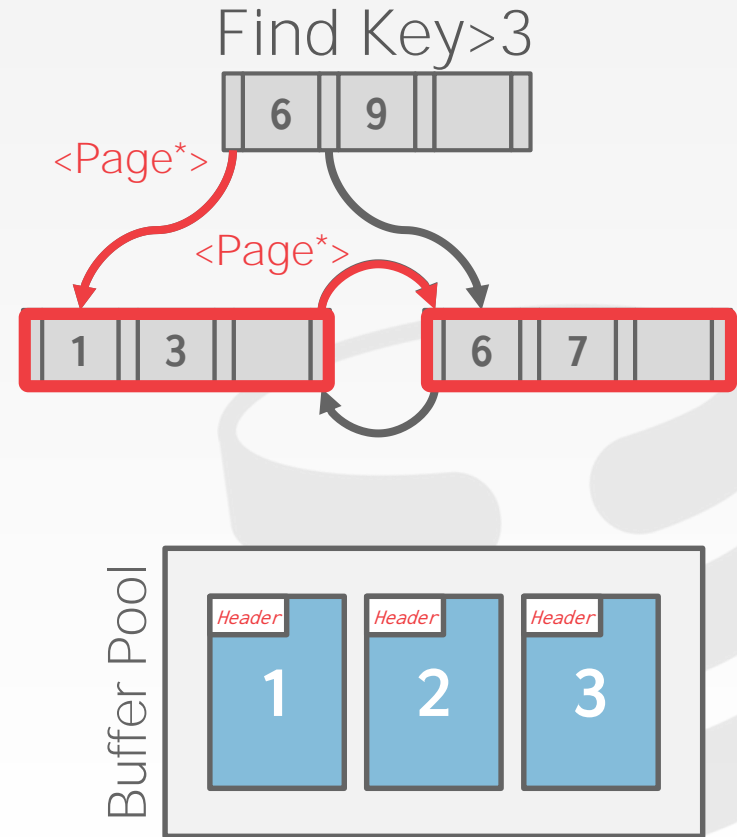 Find Key>3
6 9
<Page*>
<Page*>
1 3
6 7
Buffer Pool
Header
1
Header
2
Header
3